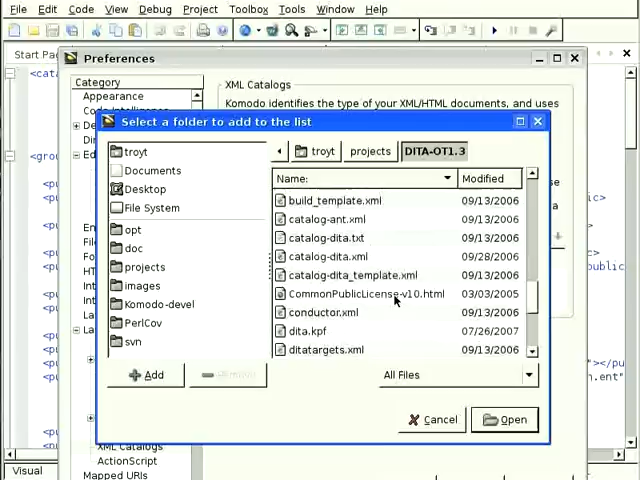 File Edit Code View Debug Project Toolbox Tools Window Help
Start Pag
Preferences
<cata
Category
Appearance
XML Catalogs
Komodo identifies the type of your XML/HTML documents, and uses
Select a folder to add to the list
troyt
Documents
Desktop
File System
opt
doc
projects
images
Komodo-devel
PerlCov
svn
troyt projects DITA-OT1.3
Name: Modified
build_template.xml 09/13/2006
catalog-ant.xml 09/13/2006
catalog-dita.txt 09/13/2006
catalog-dita.xml 09/28/2006
catalog-dita_template.xml 09/13/2006
CommonPublicLicense-v10.html 03/03/2005
conductor.xml 09/13/2006
dita.kpf 07/26/2007
ditatargets.xml 09/13/2006
Add
All Files
Cancel Open
<grou
public
XML Catalogs
ActionScript
Mapped URIs
Visual